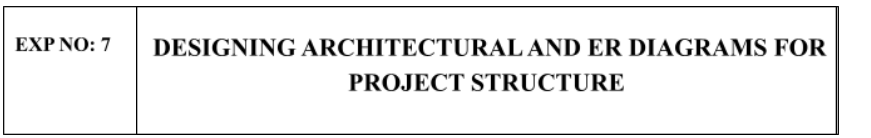 EXP NO: 7
DESIGNING ARCHITECTURAL AND ER DIAGRAMS FOR
PROJECT STRUCTURE